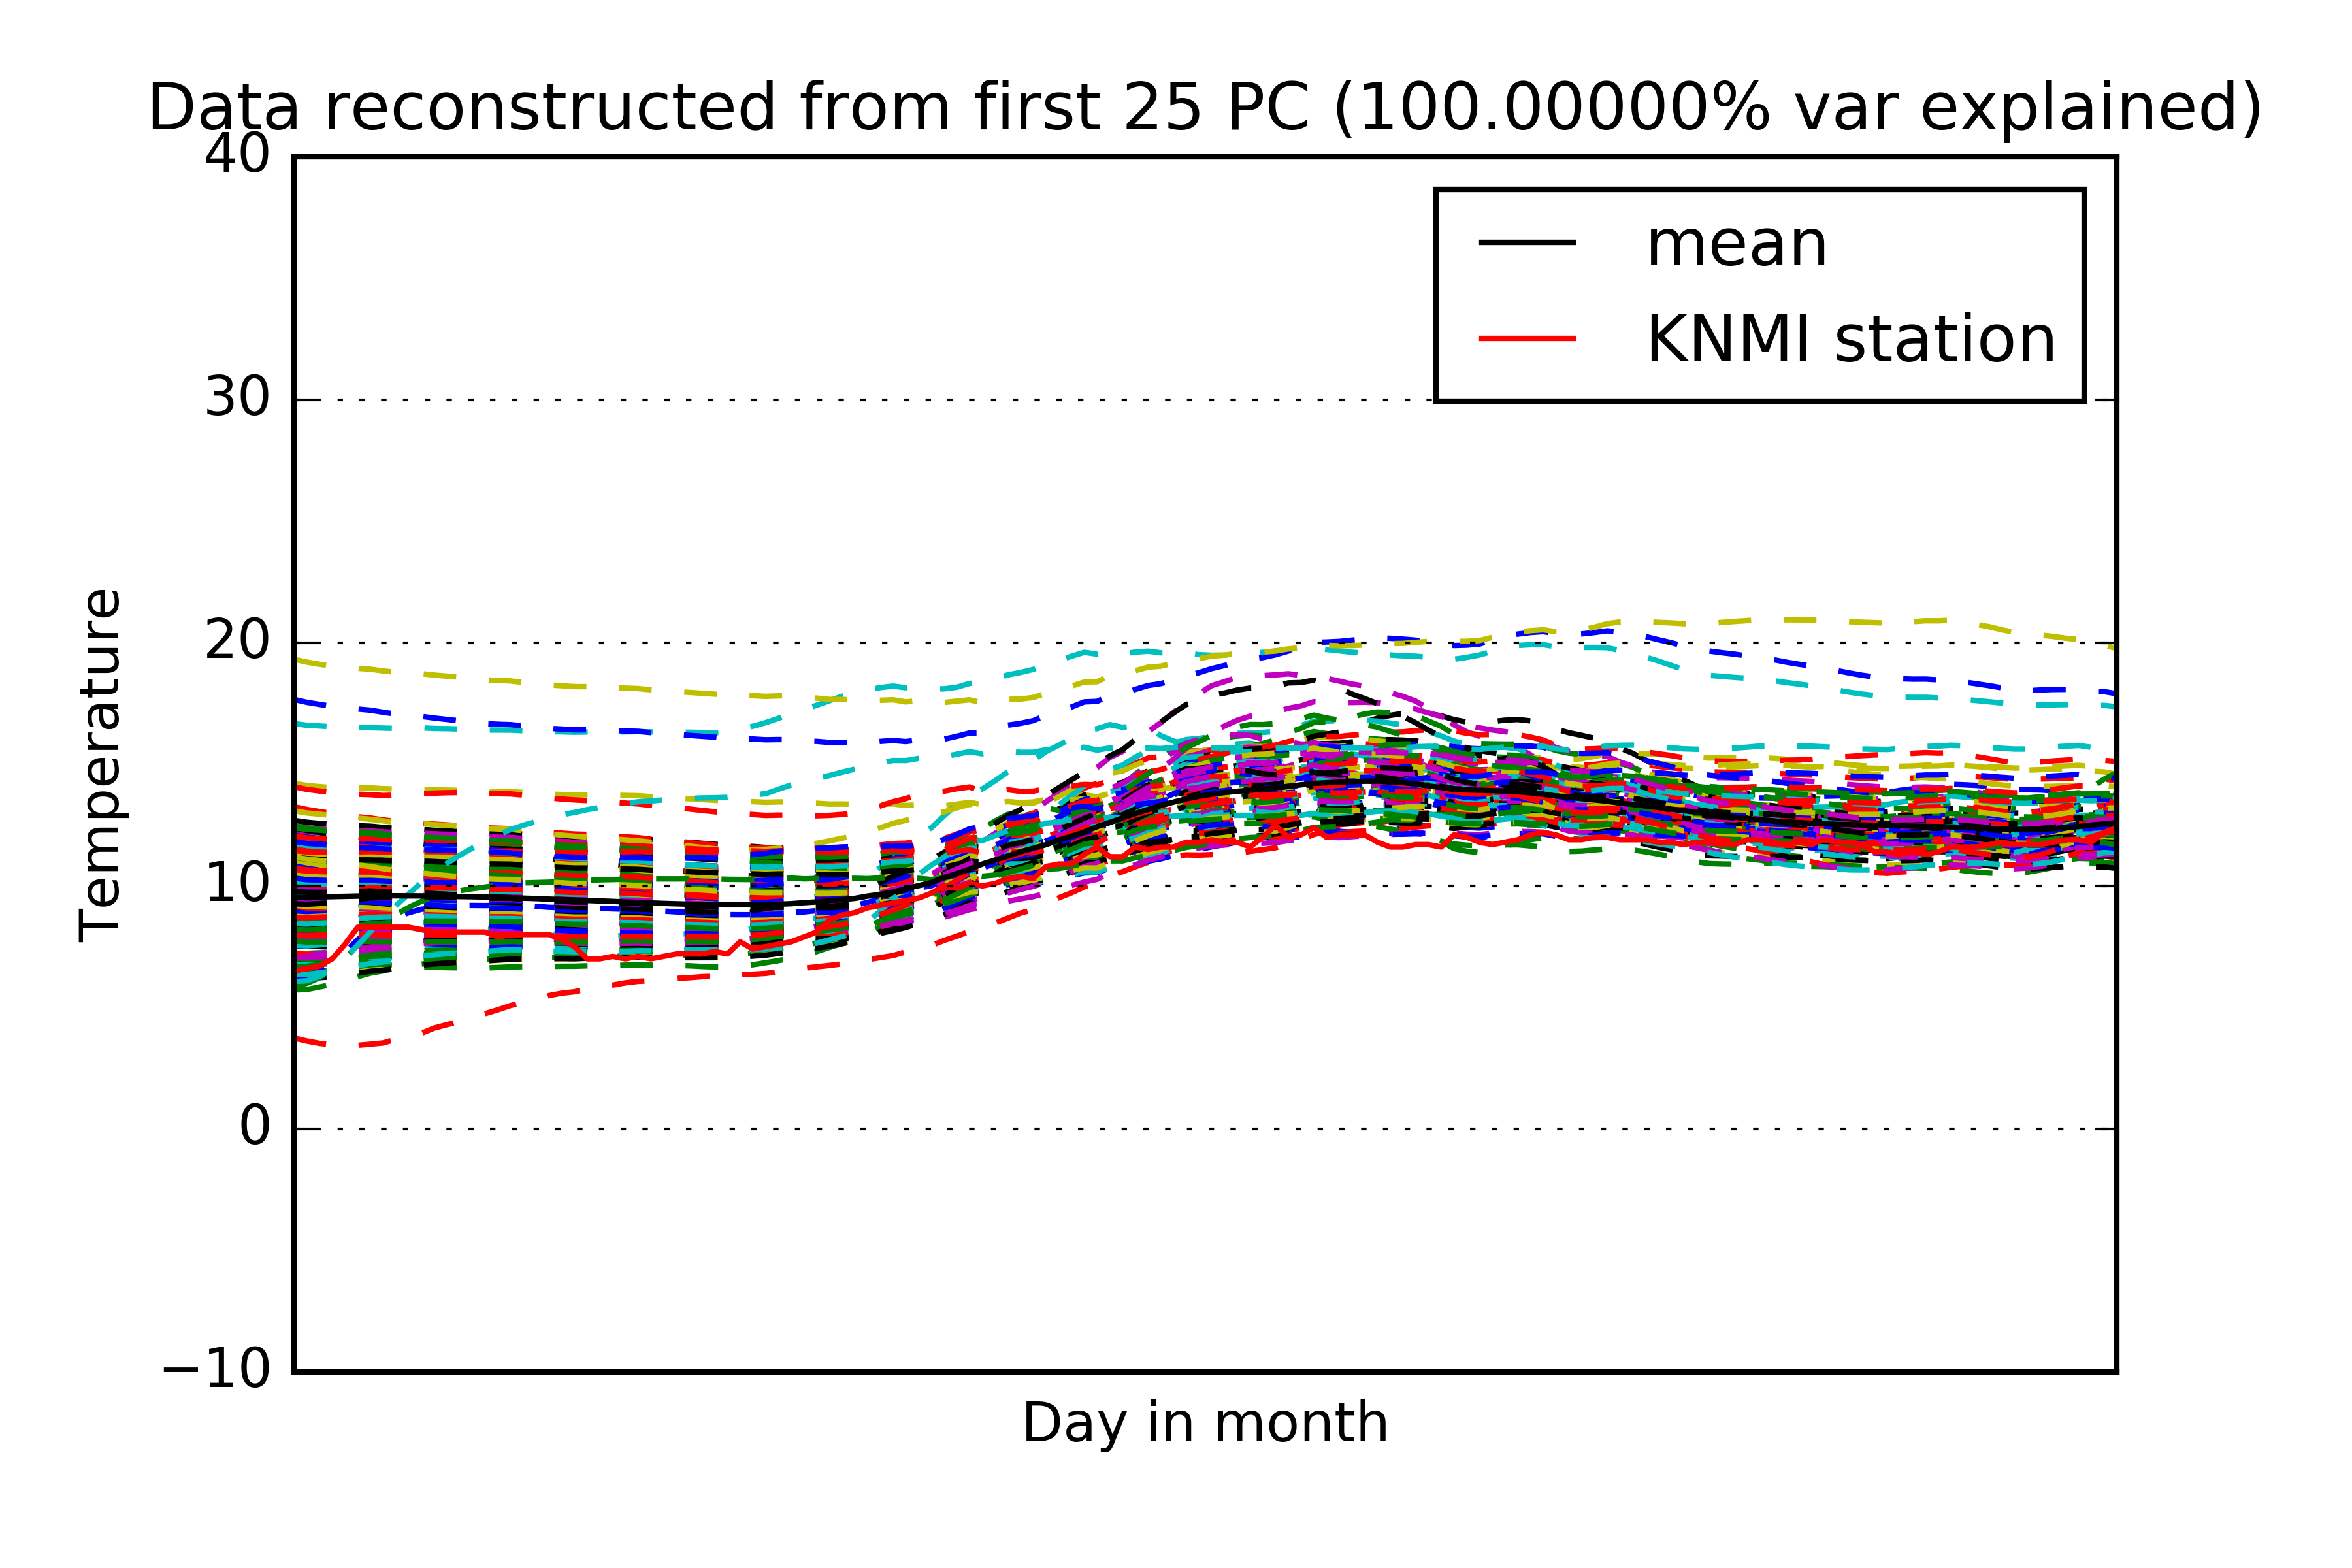 Data reconstructed from first 25 PC (100.00000% var explained)
40
30
20
10
0
−10
Temperature
mean
KNMI station
Day in month